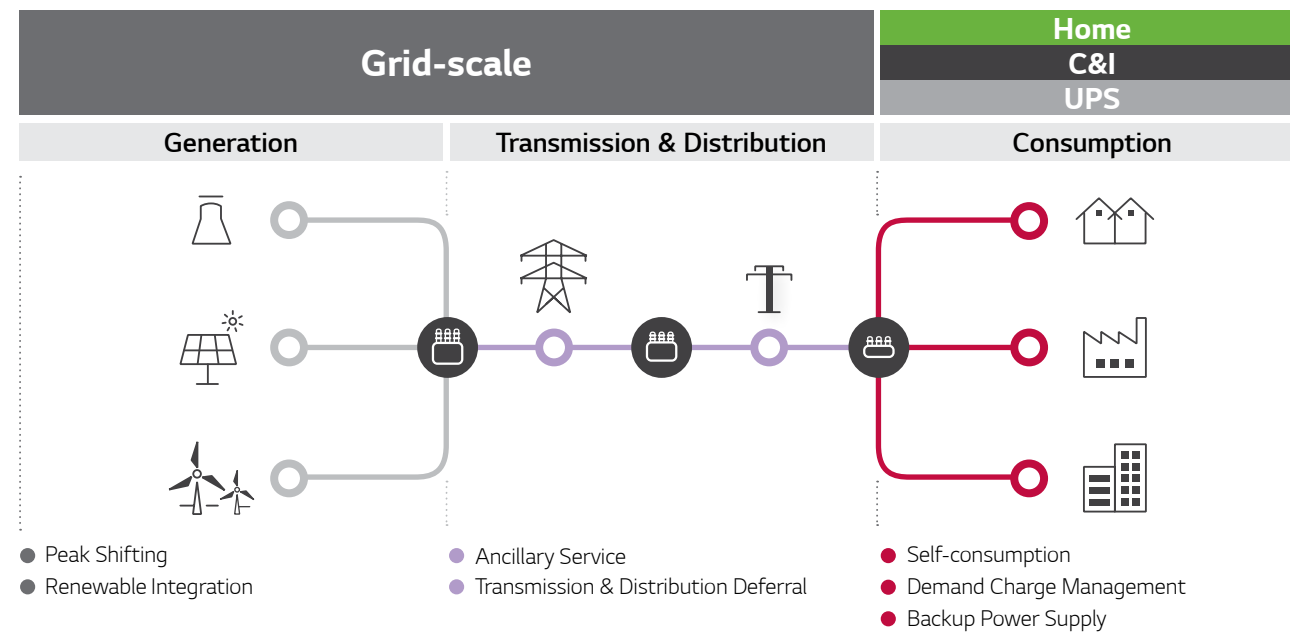 Grid-scale
Home
C&I
UPS
Generation
Transmission & Distribution
Consumption
Peak Shifting
Renewable Integration
Ancillary Service
Transmission & Distribution Deferral
Self-consumption
Demand Charge Management
Backup Power Supply